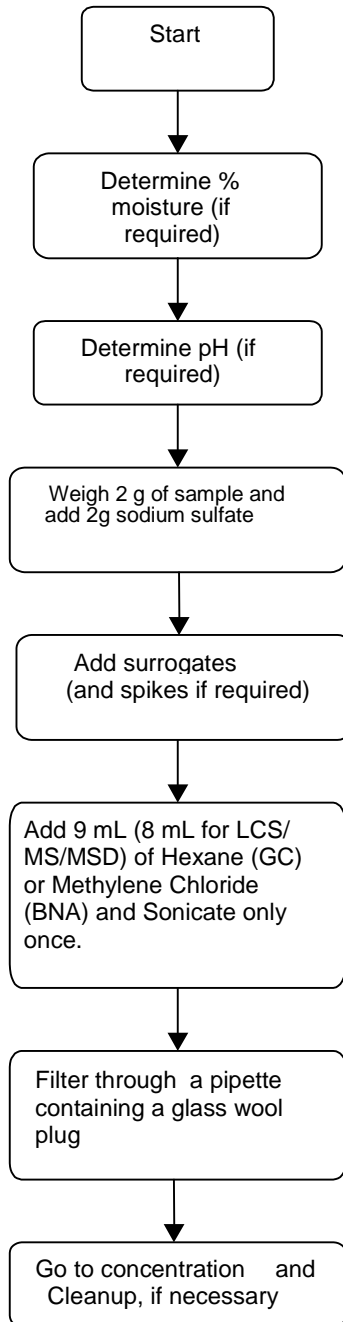 Start
Determine %
moisture (if
required)
Determine pH (if
required)
Weigh 2 g of sample and
add 2g sodium sulfate
Add surrogates
(and spikes if required)
Add 9 mL (8 mL for LCS/
MS/MSD) of Hexane (GC)
or Methylene Chloride
(BNA) and Sonicate only
once.
Filter through a pipette
containing a glass wool
plug
Go to concentration and
Cleanup, if necessary